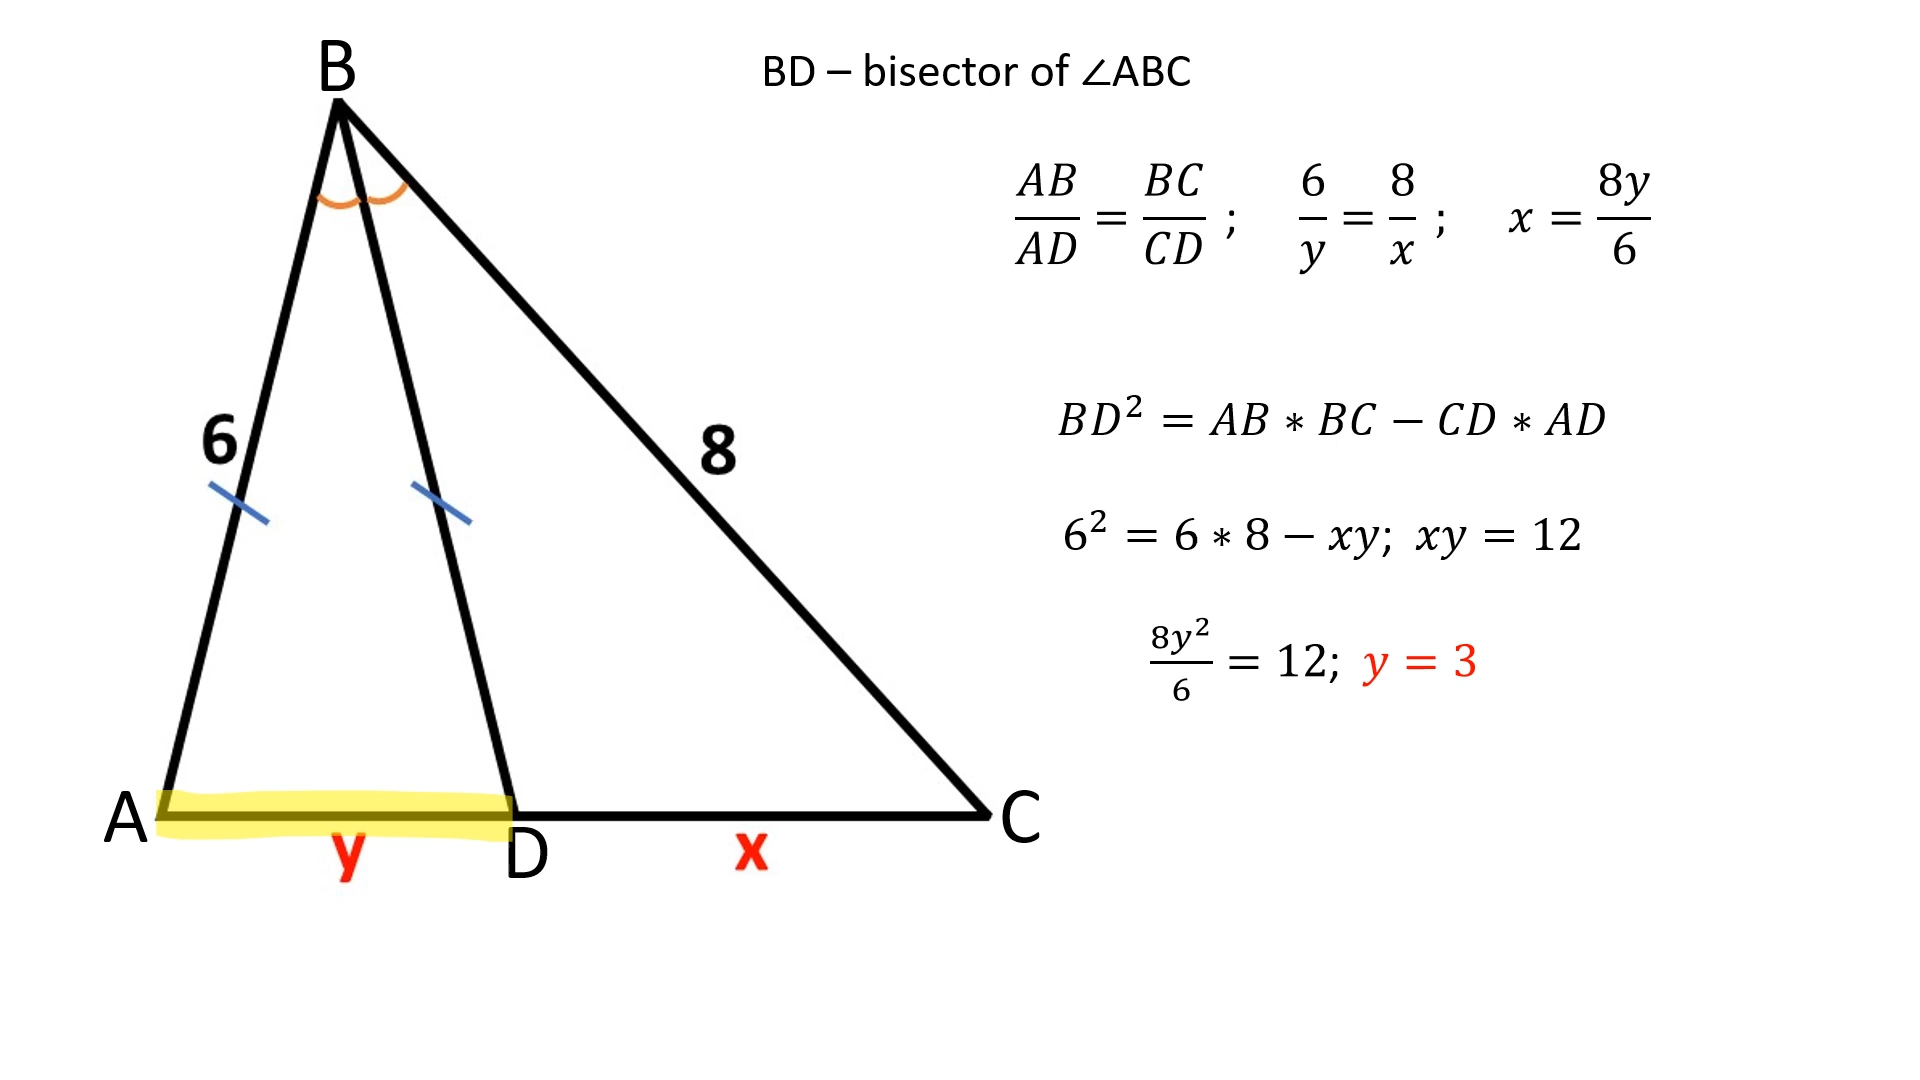 B
BD – bisector of ∠ABC
AB/AD = BC/CD ; 6/y = 8/x ; x = 8y/6
6
8
BD² = AB ∗ BC − CD ∗ AD
6² = 6 ∗ 8 − xy; xy = 12
8y²/6 = 12; y = 3
A
y
D
x
C